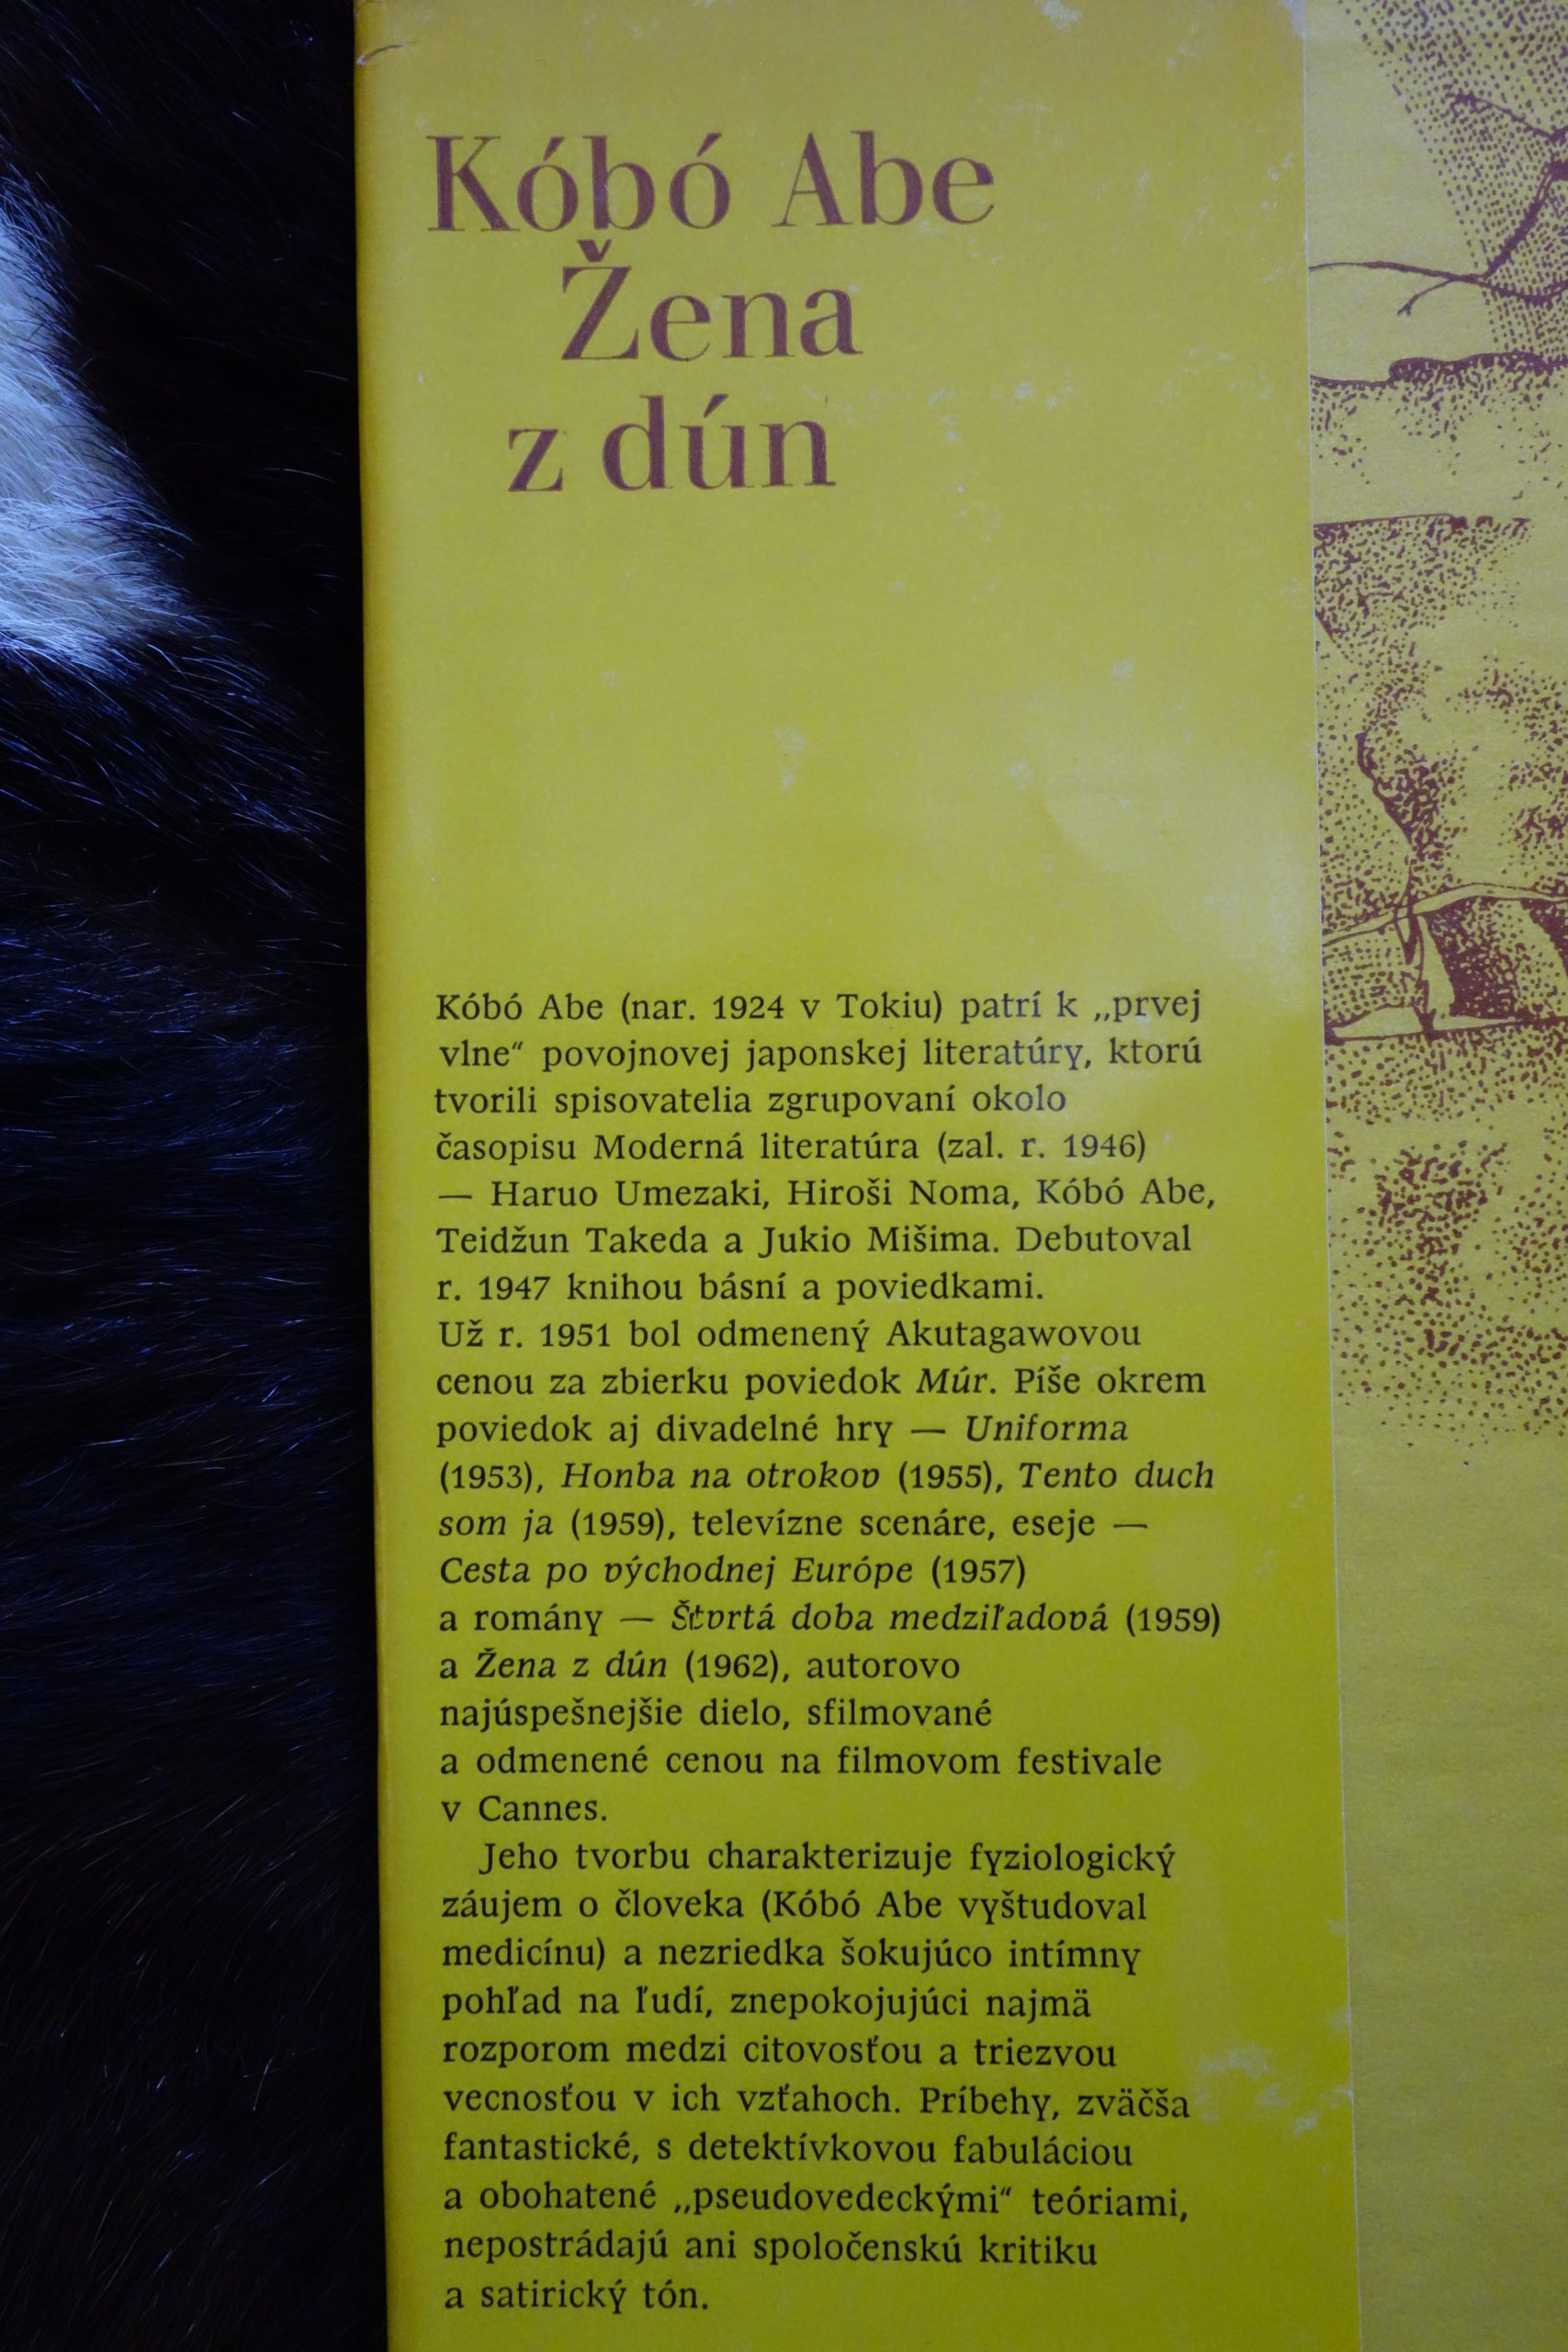 Kóbó Abe
Žena
z dún
Kóbó Abe (nar. 1924 v Tokiu) patrí k „prvej
vlne“ povojnovej japonskej literatúry, ktorú
tvorili spisovatelia zgrupovaní okolo
časopisu Moderná literatúra (zal. r. 1946)
— Haruo Umezaki, Hiroši Noma, Kóbó Abe,
Teidžun Takeda a Jukio Mišima. Debutoval
r. 1947 knihou básní a poviedkami.
Už r. 1951 bol odmenený Akutagawovou
cenou za zbierku poviedok Múr. Píše okrem
poviedok aj divadelné hry — Uniforma
(1953), Honba na otrokov (1955), Tento duch
som ja (1959), televízne scenáre, eseje —
Cesta po východnej Európe (1957)
a romány — Štvrtá doba medziľadová (1959)
a Žena z dún (1962), autorovo
najúspešnejšie dielo, sfilmované
a odmenené cenou na filmovom festivale
v Cannes.
Jeho tvorbu charakterizuje fyziologický
záujem o človeka (Kóbó Abe vyštudoval
medicínu) a nezriedka šokujúco intímny
pohľad na ľudí, znepokojujúci najmä
rozporom medzi citovosťou a triezvou
vecnosťou v ich vzťahoch. Príbehy, zväčša
fantastické, s detektívkovou fabuláciou
a obohatené „pseudovedeckými“ teóriami,
nepostrádajú ani spoločenskú kritiku
a satirický tón.